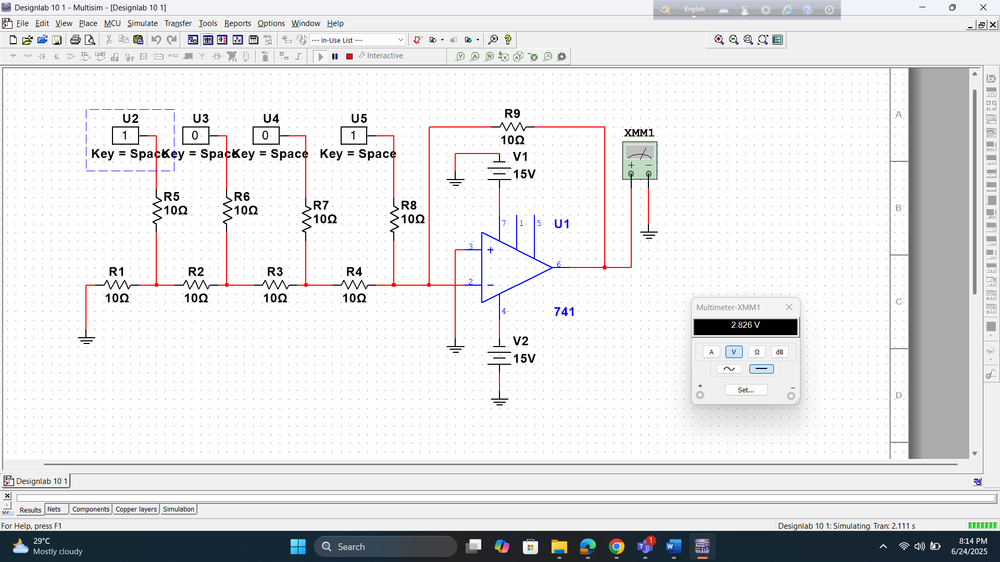 Designlab 10 1 - Multisim - [Designlab 10 1]
English
File Edit View Place MCU Simulate Transfer Tools Reports Options Window Help
--- In-Use List ---
MISC
Interactive
U2 U3 U4 U5
1 0 0 1
Key = Space Key = Space Key = Space Key = Space
R9
10Ω
XMM1
+ −
V1
15V
R5
10Ω
R6
10Ω
R7
10Ω
R8
10Ω
7 1 5 U1
3
+
6
2
−
4
741
R1 R2 R3 R4
10Ω 10Ω 10Ω 10Ω
V2
15V
A
B
C
D
Multimeter-XMM1
2.826 V
A V Ω dB
+ Set... −
Designlab 10 1
Results Nets Components Copper layers Simulation
For Help, press F1
Designlab 10 1: Simulating Tran: 2.111 s
29°C
Mostly cloudy
Search
1
8:14 PM
6/24/2025